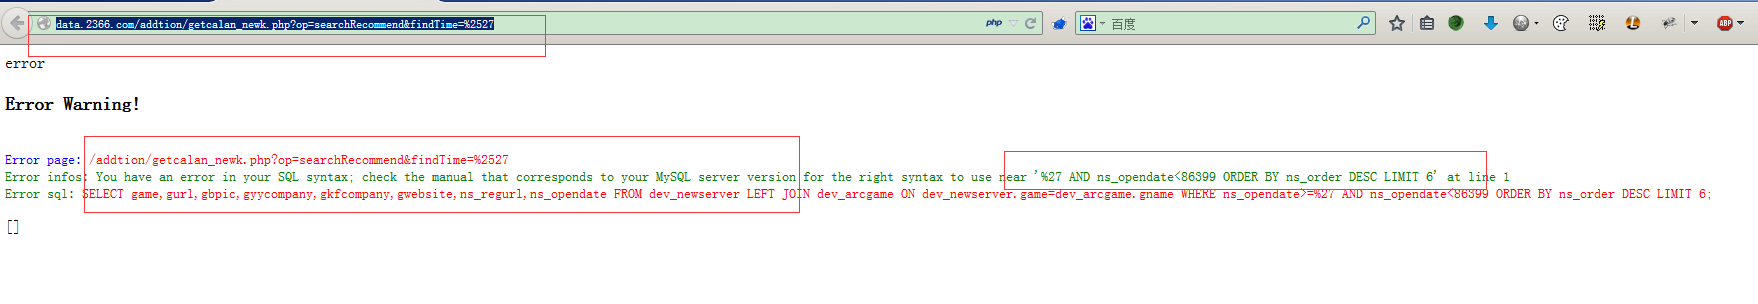 data.2366.com/addtion/getcalan_newk.php?op=searchRecommend&findTime=%2527
php
百度
ABP
error
Error Warning!
Error page: /addtion/getcalan_newk.php?op=searchRecommend&findTime=%2527
Error infos: You have an error in your SQL syntax; check the manual that corresponds to your MySQL server version for the right syntax to use near '%27 AND ns_opendate<86399 ORDER BY ns_order DESC LIMIT 6' at line 1
Error sql: SELECT game,gurl,gbpic,gyycompany,gkfcompany,gwebsite,ns_regurl,ns_opendate FROM dev_newserver LEFT JOIN dev_arcgame ON dev_newserver.game=dev_arcgame.gname WHERE ns_opendate>=%27 AND ns_opendate<86399 ORDER BY ns_order DESC LIMIT 6;
[]